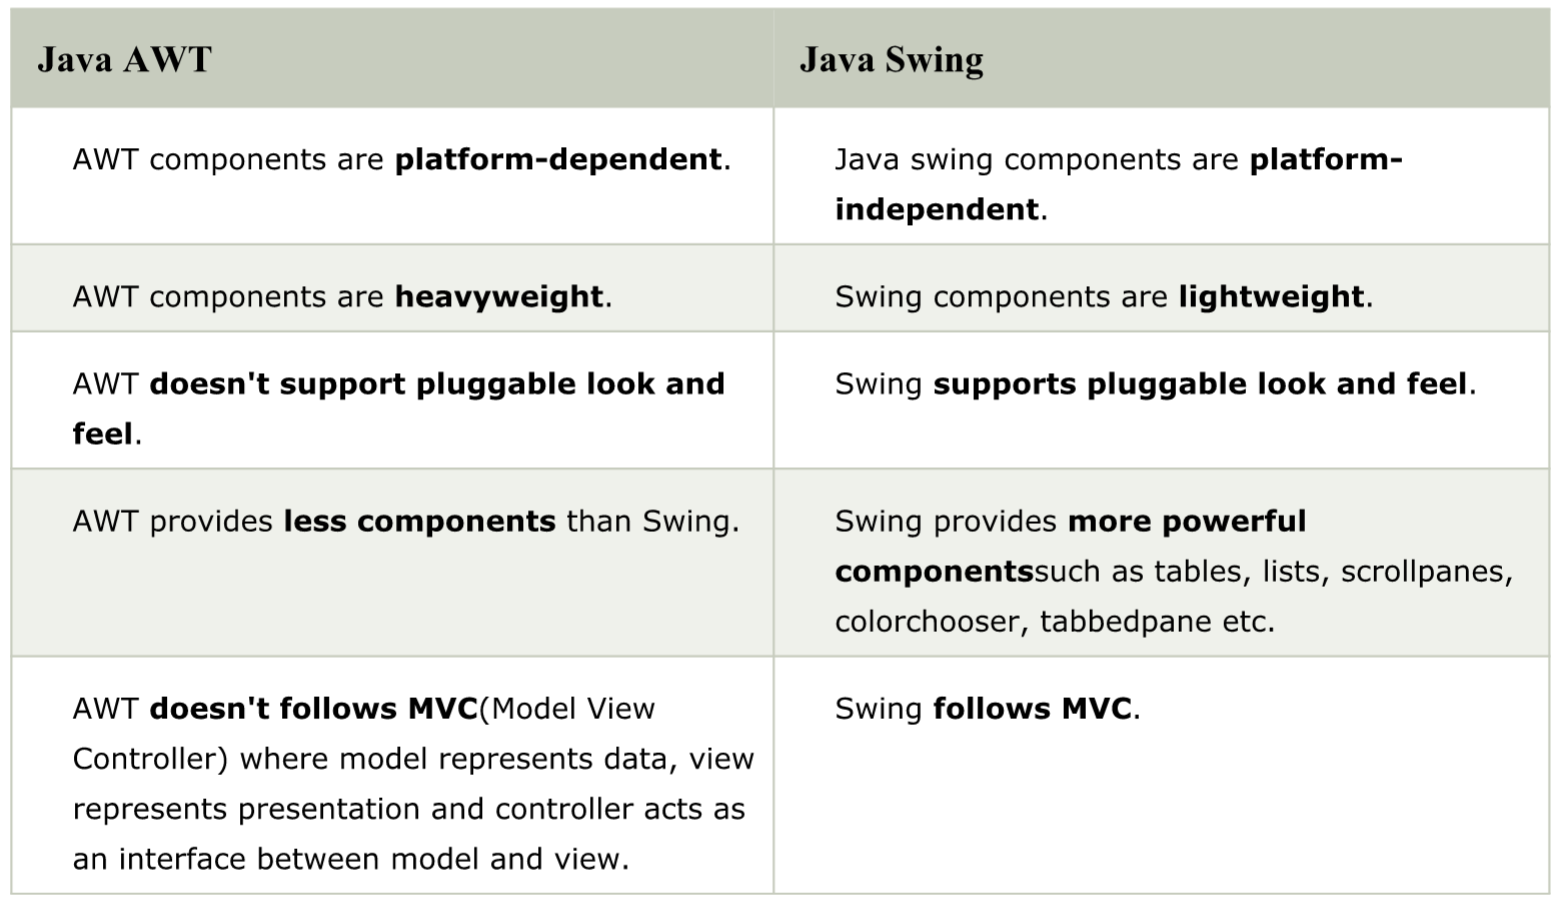 Java AWT
Java Swing
AWT components are platform-dependent.
Java swing components are platform-
independent.
AWT components are heavyweight.
Swing components are lightweight.
AWT doesn't support pluggable look and
feel.
Swing supports pluggable look and feel.
AWT provides less components than Swing.
Swing provides more powerful
componentssuch as tables, lists, scrollpanes,
colorchooser, tabbedpane etc.
AWT doesn't follows MVC(Model View
Controller) where model represents data, view
represents presentation and controller acts as
an interface between model and view.
Swing follows MVC.